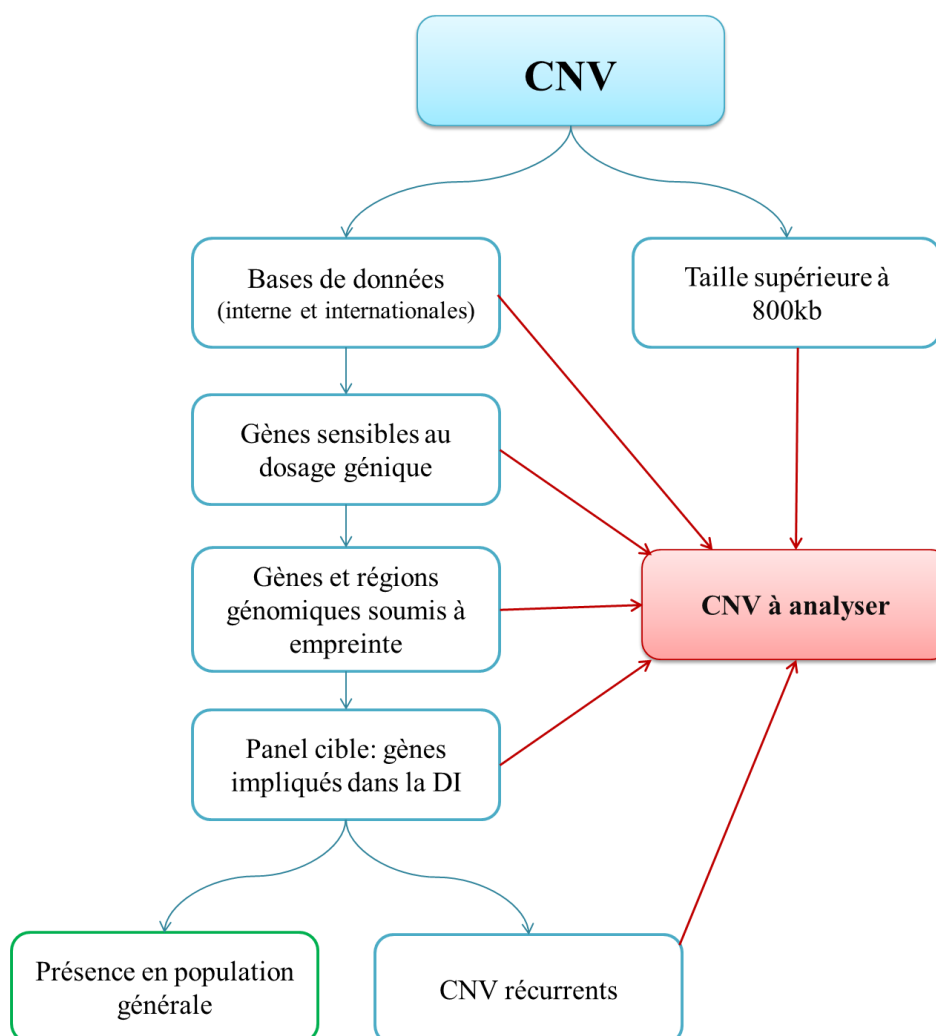 CNV
Bases de données
(interne et internationales)
Taille supérieure à
800kb
Gènes sensibles au
dosage génique
Gènes et régions
génomiques soumis à
empreinte
CNV à analyser
Panel cible: gènes
impliqués dans la DI
Présence en population
générale
CNV récurrents